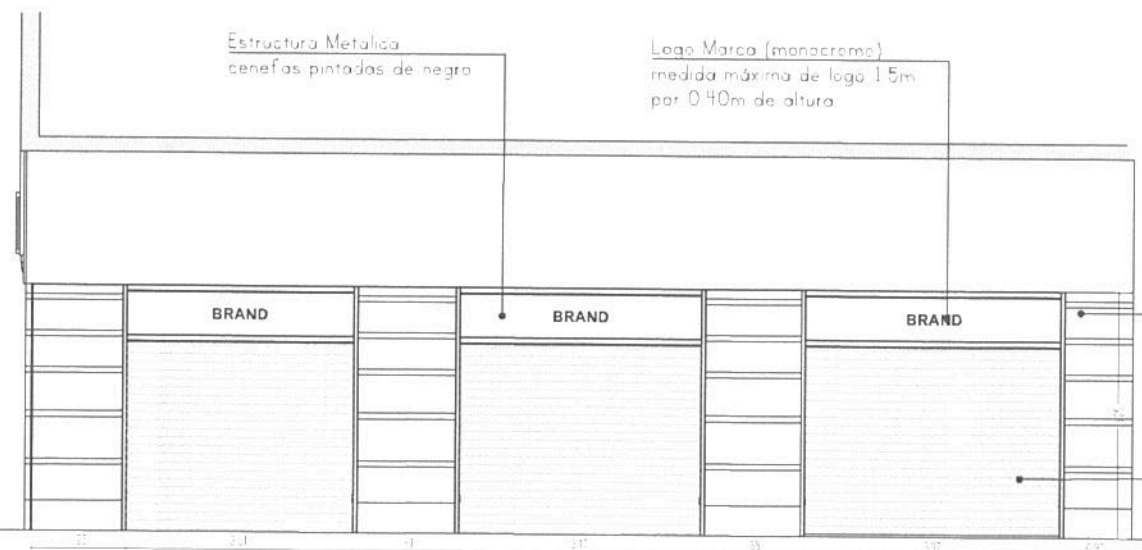 Estructura Metalica
cenefas pintadas de negro
Logo Marca (monocromo)
medida máxima de logo 1.5m
por 0.40m de altura.
BRAND
BRAND
BRAND